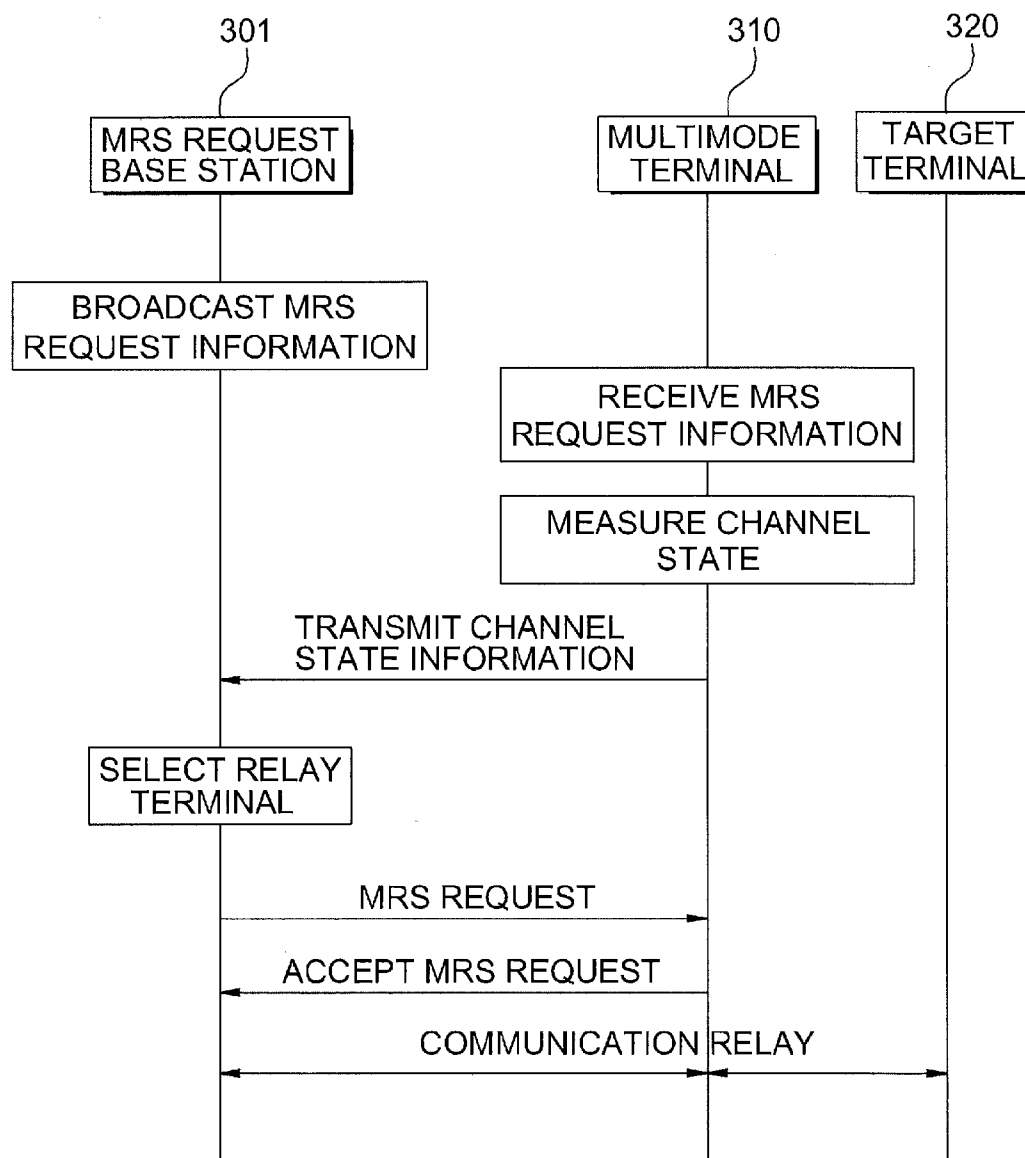 301
310
320
MRS REQUEST
BASE STATION
MULTIMODE
TERMINAL
TARGET
TERMINAL
BROADCAST MRS
REQUEST INFORMATION
RECEIVE MRS
REQUEST INFORMATION
MEASURE CHANNEL
STATE
TRANSMIT CHANNEL
STATE INFORMATION
SELECT RELAY
TERMINAL
MRS REQUEST
ACCEPT MRS REQUEST
COMMUNICATION RELAY